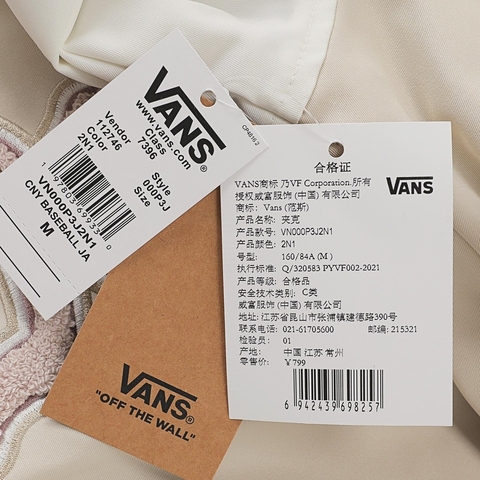 VANS®
www.vans.com
Class
7396
Vendor
112746
Color
2N1
Style
000P3J
Size
VN000P3J2N1
CNY BASEBALL JA
M
CP4816 2
VANS®
"OFF THE WALL"
合格证
VANS商标 乃VF Corporation.所有
授权威富服饰 (中国) 有限公司
VANS
商标: Vans (范斯)
产品名称: 夹克
产品款号: VN000P3J2N1
产品颜色: 2N1
号型: 160/84A (M )
执行标准: Q/320583 PYVF002-2021
产品等级: 合格品
安全技术类别: C类
威富服饰 (中国) 有限公司
地址: 江苏省昆山市张浦镇建德路390号
联系电话: 021-61705600 邮编: 215321
检验员: 01
产地: 中国 江苏 常州
零售价: ¥799
6 942439 698257